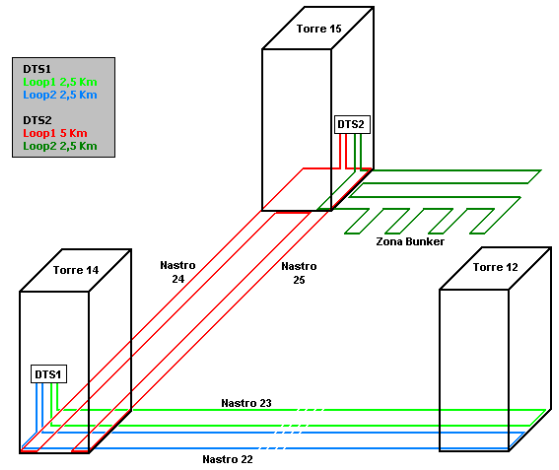 Torre 15
DTS1
Loop1 2,5 Km
Loop2 2,5 Km
DTS2
Loop1 5 Km
Loop2 2,5 Km
DTS2
Zona Bunker
Nastro
24
Nastro
25
Torre 14
Torre 12
DTS1
Nastro 23
Nastro 22